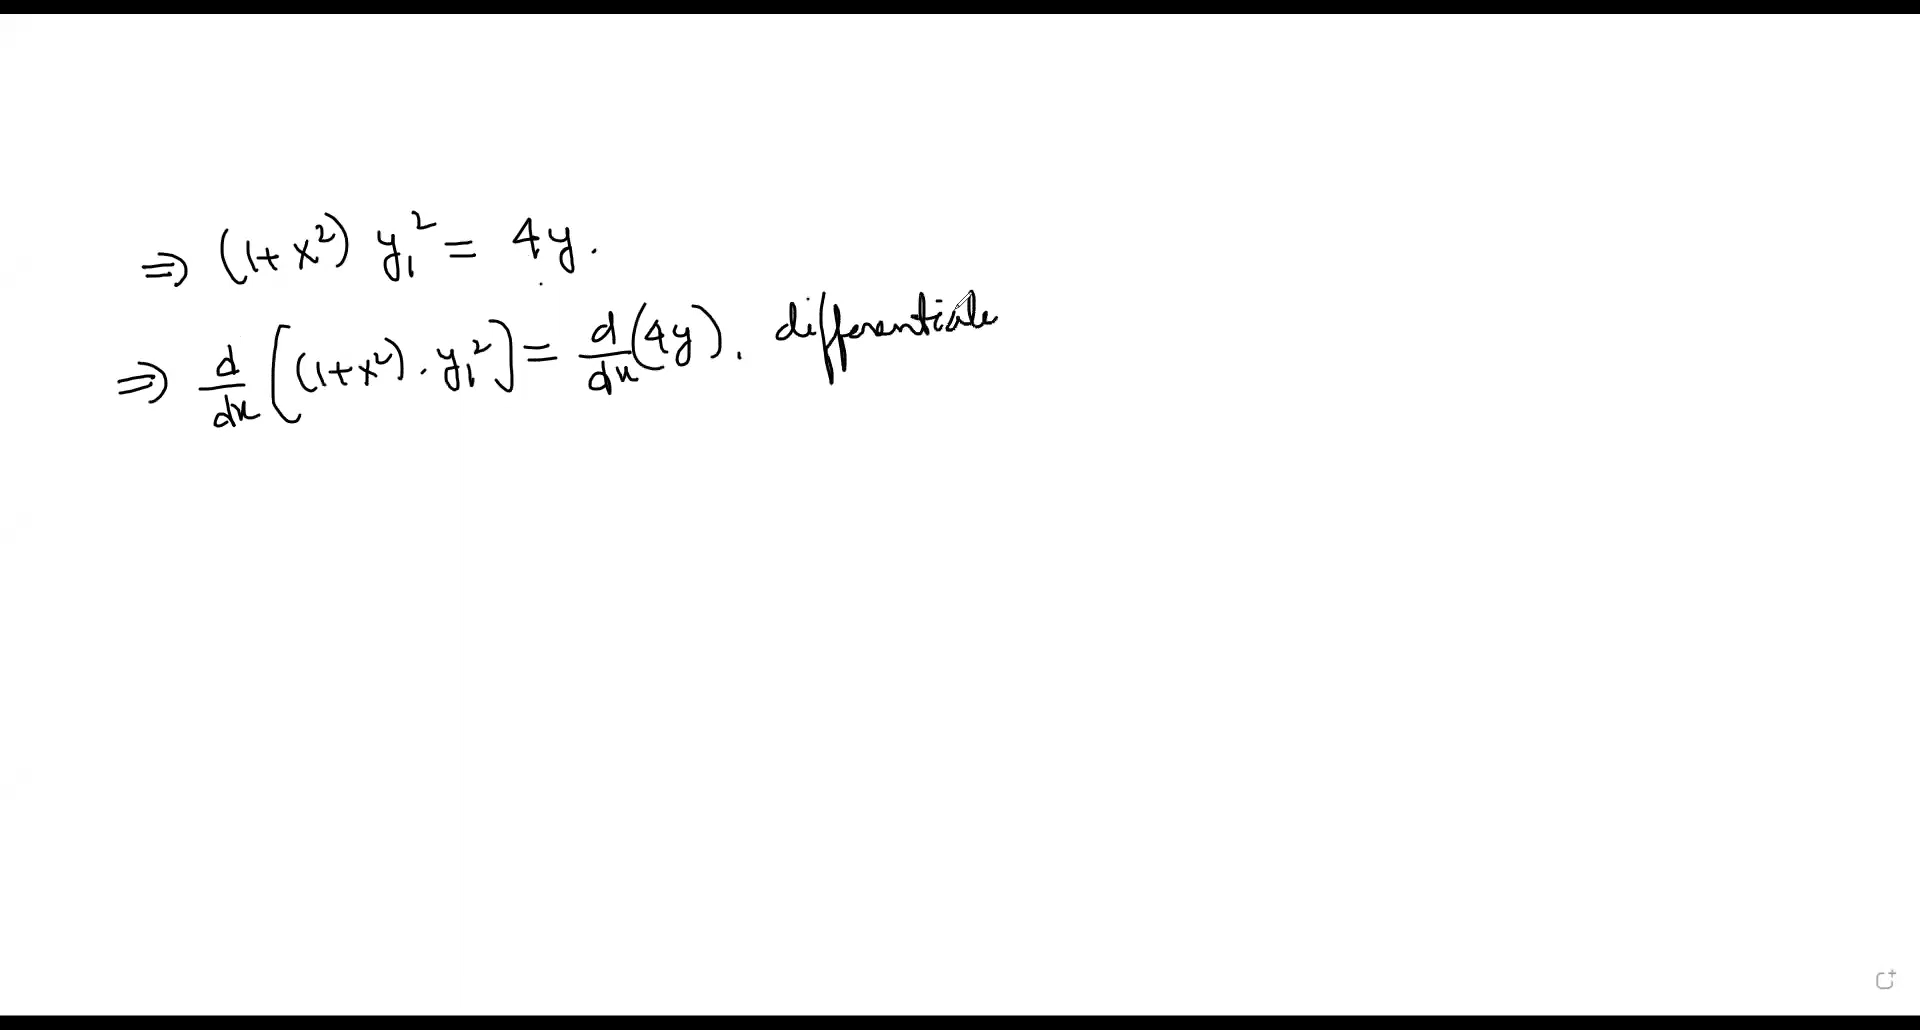 ⇒ (1+x²) y₁² = 4y.
⇒ d/dx [(1+x²) . y₁²] = d/dx (4y). differentiate